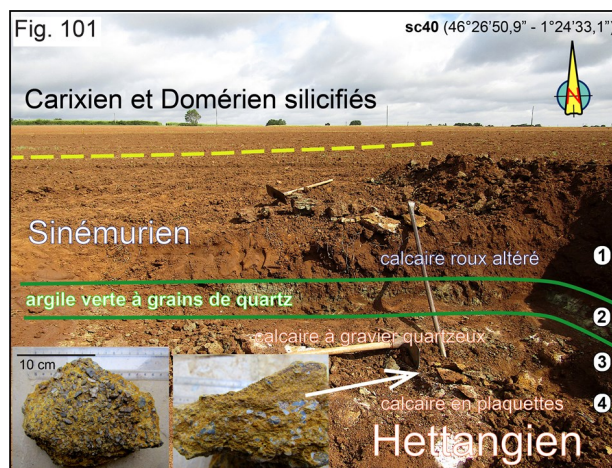 Fig. 101
sc40 (46°26'50,9" - 1°24'33,1")
N
Carixien et Domérien silicifiés
Sinémurien
calcaire roux altéré
1
argile verte à grains de quartz
2
calcaire à gravier quartzeux
3
10 cm
calcaire en plaquettes
4
Hettangien